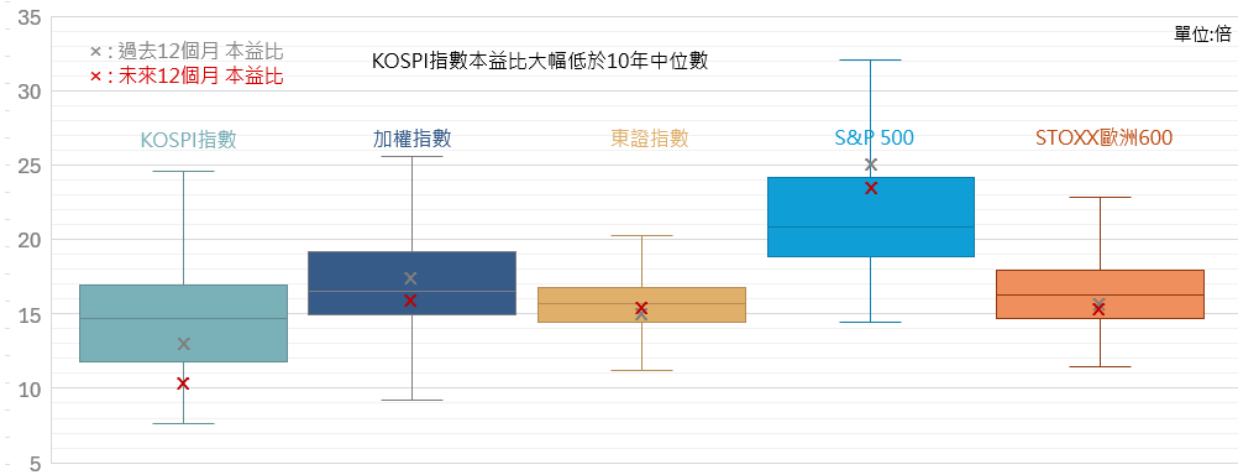 35
單位:倍
×:過去12個月 本益比
×:未來12個月 本益比
KOSPI指數本益比大幅低於10年中位數
30
KOSPI指數
加權指數
東證指數
S&P 500
STOXX歐洲600
25
20
15
10
5